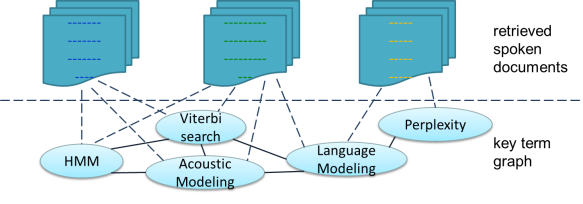 retrieved
spoken
documents
Viterbi
search
Perplexity
HMM
Acoustic
Modeling
Language
Modeling
key term
graph